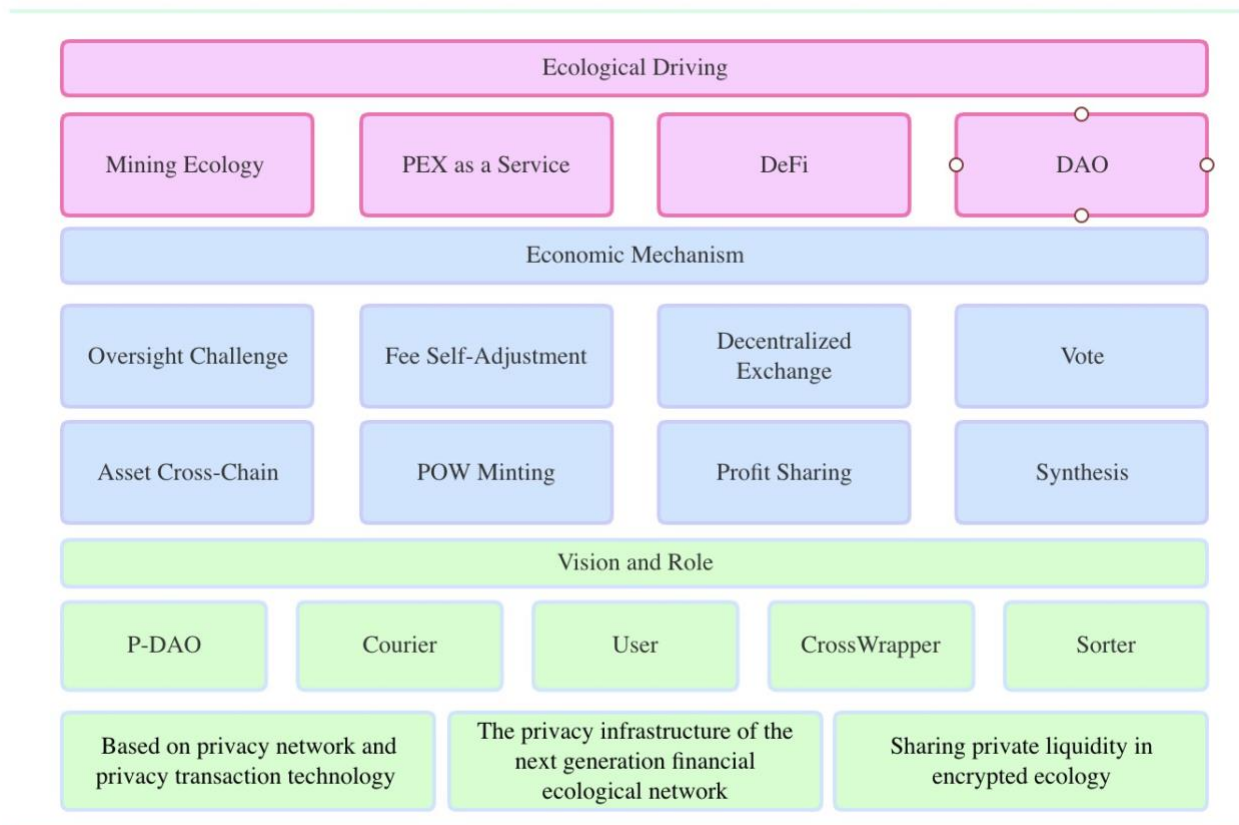 Ecological Driving
Mining Ecology
PEX as a Service
DeFi
DAO
Economic Mechanism
Oversight Challenge
Fee Self-Adjustment
Decentralized
Exchange
Vote
Asset Cross-Chain
POW Minting
Profit Sharing
Synthesis
Vision and Role
P-DAO
Courier
User
CrossWrapper
Sorter
Based on privacy network and
privacy transaction technology
The privacy infrastructure of the
next generation financial
ecological network
Sharing private liquidity in
encrypted ecology